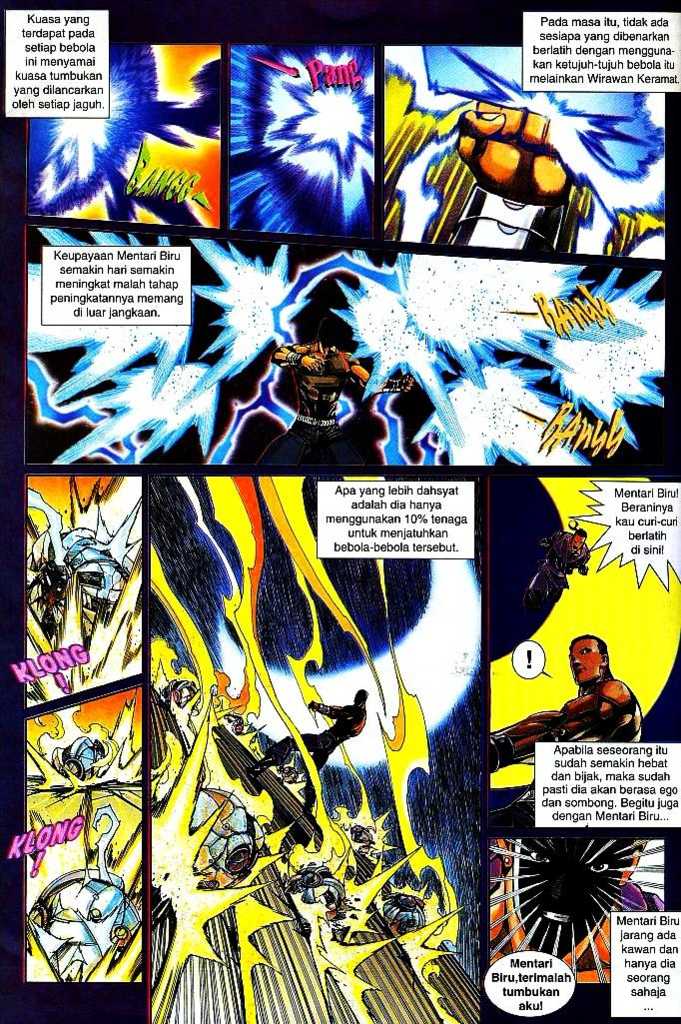 Kuasa yang
terdapat pada
setiap bebola
ini menyamai
kuasa tumbukan
yang dilancarkan
oleh setiap jaguh.
BANGG
Pang
Pada masa itu, tidak ada
sesiapa yang dibenarkan
berlatih dengan mengguna-
kan ketujuh-tujuh bebola itu
melainkan Wirawan Keramat.
Keupayaan Mentari Biru
semakin hari semakin
meningkat malah tahap
peningkatannya memang
di luar jangkaan.
BANGG
BANGG
KLONG
!
KLONG
!
Apa yang lebih dahsyat
adalah dia hanya
menggunakan 10% tenaga
untuk menjatuhkan
bebola-bebola tersebut.
Mentari Biru!
Beraninya
kau curi-curi
berlatih
di sini!
!
Apabila seseorang itu
sudah semakin hebat
dan bijak, maka sudah
pasti dia akan berasa ego
dan sombong. Begitu juga
dengan Mentari Biru...
Mentari
Biru,terimalah
tumbukan
aku!
Mentari Biru
jarang ada
kawan dan
hanya dia
seorang
sahaja
...